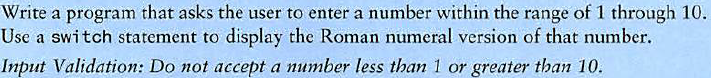 Write a program that asks the user to enter a number within the range of 1 through 10.
Use a switch statement to display the Roman numeral version of that number.
Input Validation: Do not accept a number less than 1 or greater than 10.